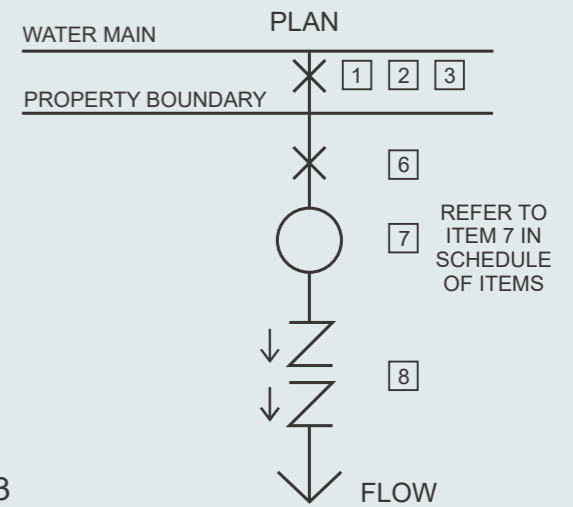 PLAN
WATER MAIN
1 2 3
PROPERTY BOUNDARY
6
7
REFER TO
ITEM 7 IN
SCHEDULE
OF ITEMS
8
3
FLOW